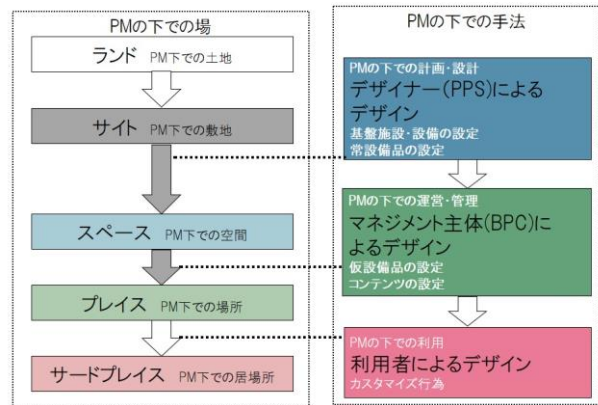 PMの下での場
ランド PM下での土地
サイト PM下での敷地
スペース PM下での空間
プレイス PM下での場所
サードプレイス PM下での居場所
PMの下での手法
PMの下での計画・設計
デザイナー(PPS)による
デザイン
基盤施設・設備の設定
常設備品の設定
PMの下での運営・管理
マネジメント主体(BPC)に
よるデザイン
仮設備品の設定
コンテンツの設定
PMの下での利用
利用者によるデザイン
カスタマイズ行為